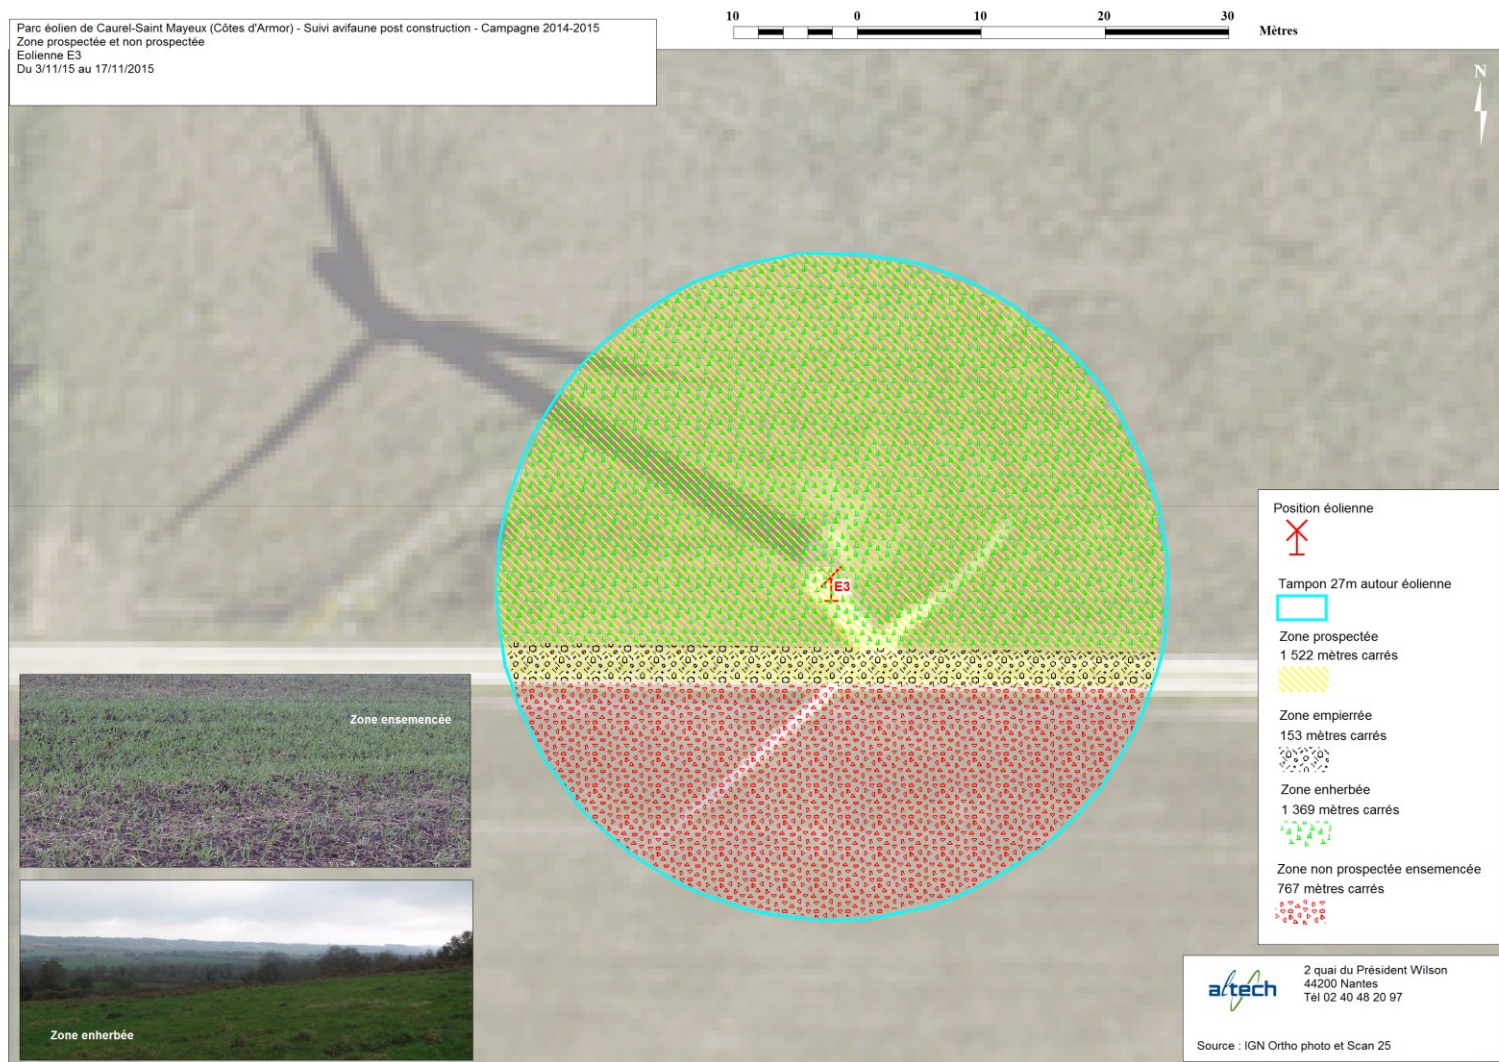 Parc éolien de Caurel-Saint Mayeux (Côtes d'Armor) - Suivi avifaune post construction - Campagne 2014-2015
Zone prospectée et non prospectée
Eolienne E3
Du 3/11/15 au 17/11/2015
10 0 10 20 30
Mètres
N
E3
Position éolienne
Tampon 27m autour éolienne
Zone prospectée
1 522 mètres carrés
Zone empierrée
153 mètres carrés
Zone enherbée
1 369 mètres carrés
Zone non prospectée ensemencée
767 mètres carrés
Zone ensemencée
Zone enherbée
altech
2 quai du Président Wilson
44200 Nantes
Tél 02 40 48 20 97
Source : IGN Ortho photo et Scan 25